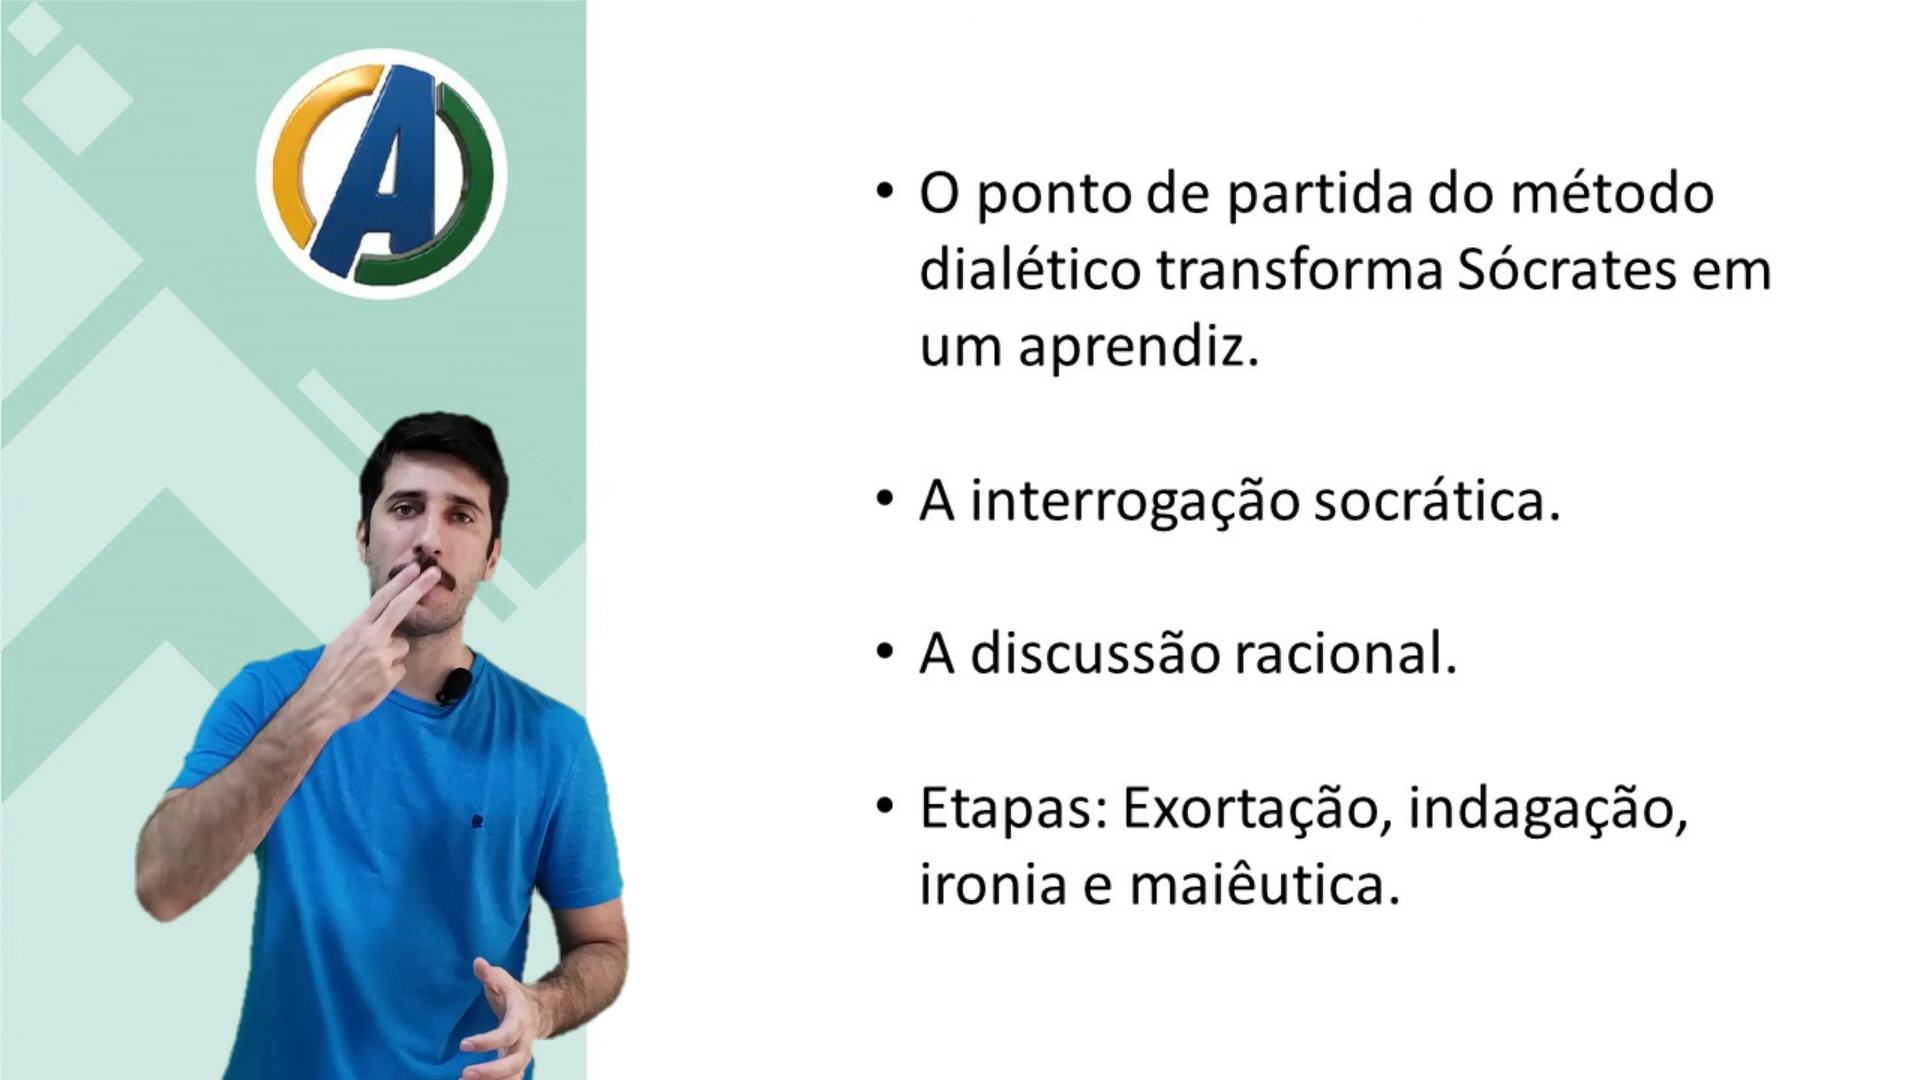 A
• O ponto de partida do método
dialético transforma Sócrates em
um aprendiz.
• A interrogação socrática.
• A discussão racional.
• Etapas: Exortação, indagação,
ironia e maiêutica.